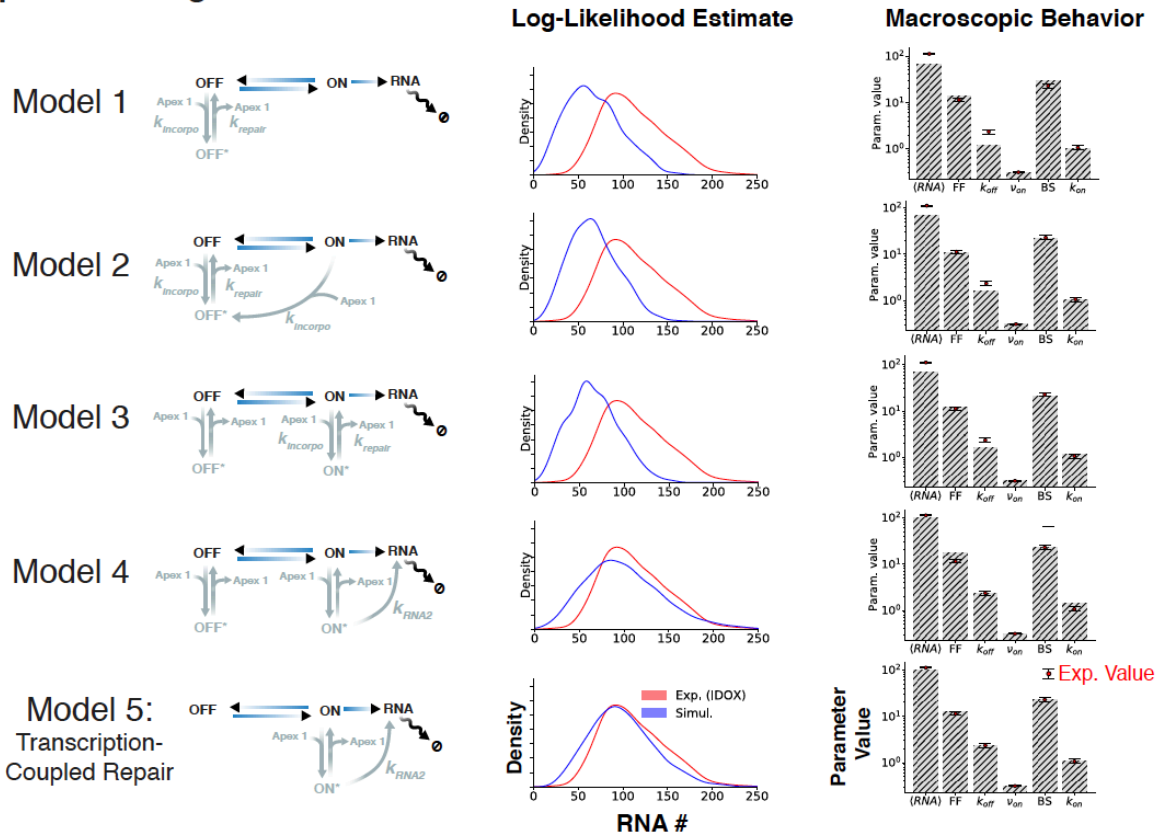 Log-Likelihood Estimate
Macroscopic Behavior
Model 1
OFF ON RNA
Apex 1 Apex 1
k_incorpo k_repair
OFF*
Ø
Density
0 50 100 150 200 250
Param. value
10² 10¹ 10⁰
⟨RNA⟩ FF k_off ν_on BS k_on
Model 2
OFF ON RNA
Apex 1 Apex 1
k_incorpo k_repair
OFF*
Apex 1
k_incorpo
Ø
Density
0 50 100 150 200 250
Param. value
10² 10¹ 10⁰
⟨RNA⟩ FF k_off ν_on BS k_on
Model 3
OFF ON RNA
Apex 1 Apex 1 Apex 1 Apex 1
k_incorpo k_repair
OFF* ON*
Ø
Density
0 50 100 150 200 250
Param. value
10² 10¹ 10⁰
⟨RNA⟩ FF k_off ν_on BS k_on
Model 4
OFF ON RNA
Apex 1 Apex 1 Apex 1 Apex 1
k_RNA2
OFF* ON*
Ø
Density
0 50 100 150 200 250
Param. value
10² 10¹ 10⁰
⟨RNA⟩ FF k_off ν_on BS k_on
Model 5:
Transcription-
Coupled Repair
OFF ON RNA
Apex 1 Apex 1
k_RNA2
ON*
Ø
Exp. (IDOX)
Simul.
Density
0 50 100 150 200 250
RNA #
Exp. Value
Parameter
Value
10² 10¹ 10⁰
⟨RNA⟩ FF k_off ν_on BS k_on